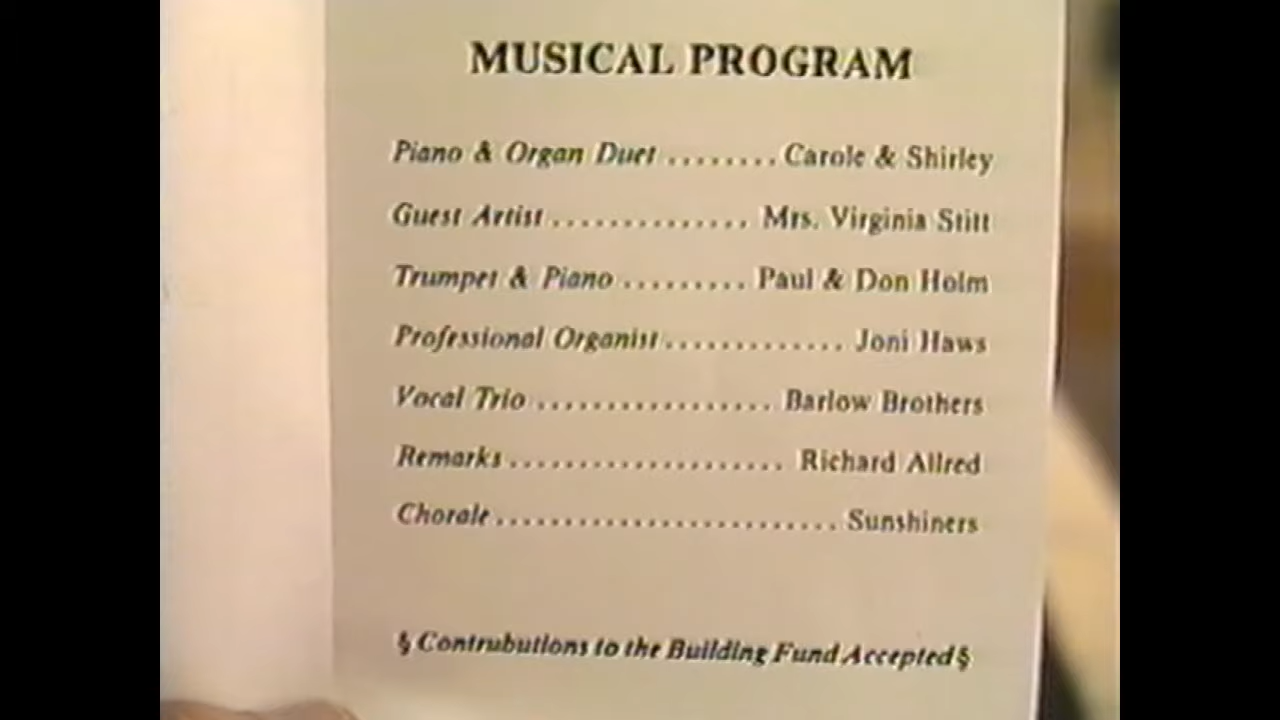 MUSICAL PROGRAM
Piano & Organ Duet ........ Carole & Shirley
Guest Artist .............. Mrs. Virginia Stitt
Trumpet & Piano ......... Paul & Don Holm
Professional Organist ............. Joni Haws
Vocal Trio ................. Barlow Brothers
Remarks .................... Richard Allred
Chorale ......................... Sunshiners
§ Contrubutions to the Building Fund Accepted §